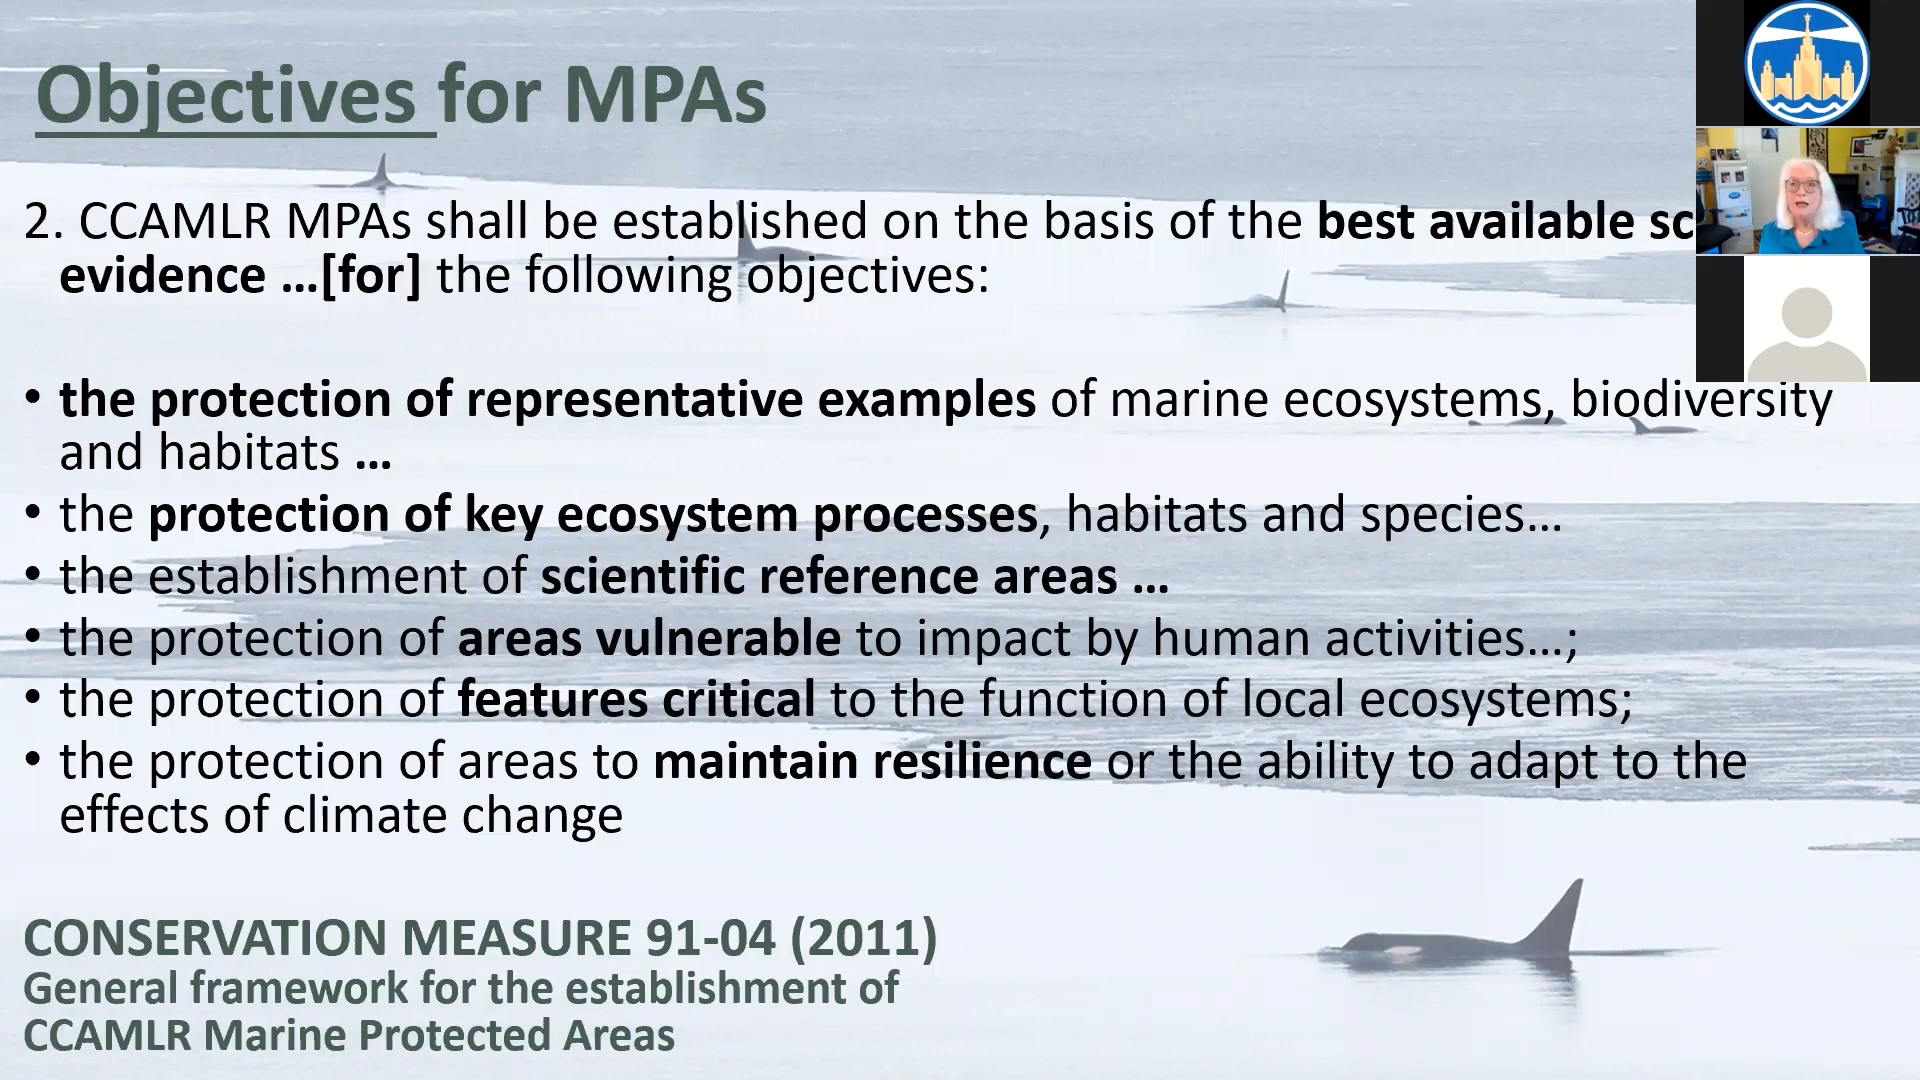 Objectives for MPAs
2. CCAMLR MPAs shall be established on the basis of the best available
evidence ...[for] the following objectives:
• the protection of representative examples of marine ecosystems, biodiversity
and habitats ...
• the protection of key ecosystem processes, habitats and species...
• the establishment of scientific reference areas ...
• the protection of areas vulnerable to impact by human activities...;
• the protection of features critical to the function of local ecosystems;
• the protection of areas to maintain resilience or the ability to adapt to the
effects of climate change
CONSERVATION MEASURE 91-04 (2011)
General framework for the establishment of
CCAMLR Marine Protected Areas